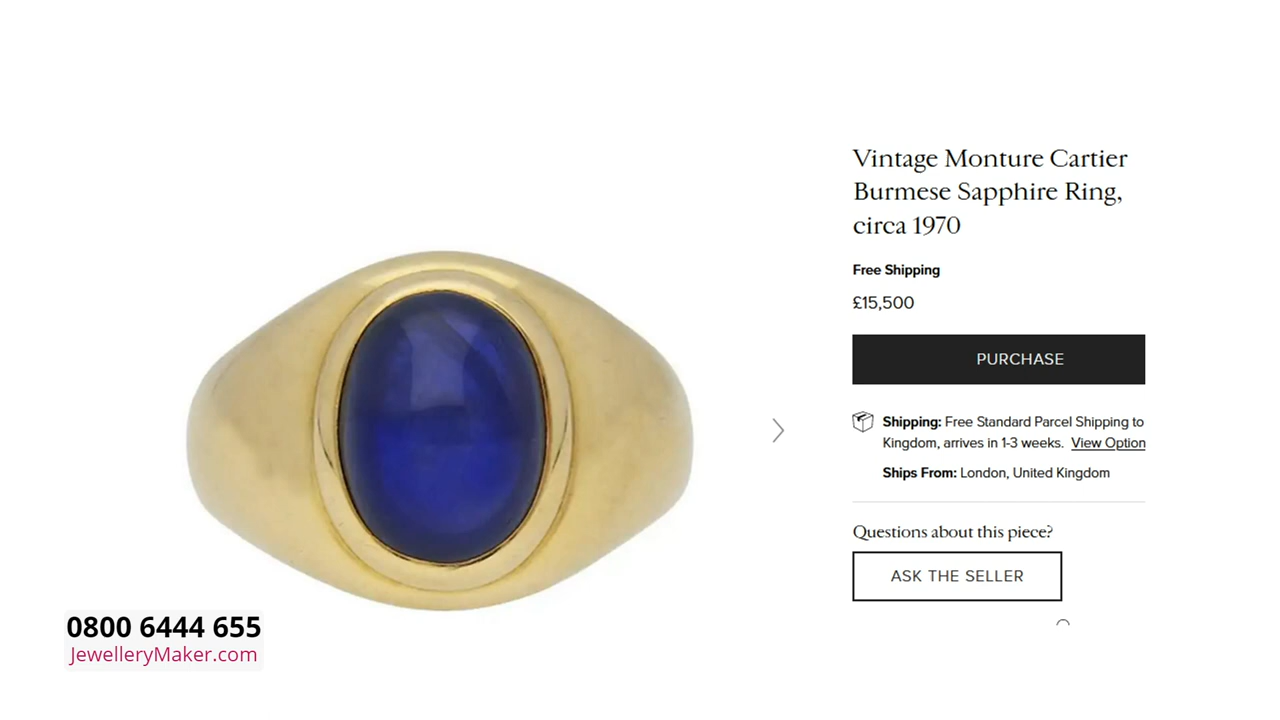 Vintage Monture Cartier
Burmese Sapphire Ring,
circa 1970
Free Shipping
£15,500
PURCHASE
Shipping: Free Standard Parcel Shipping to
Kingdom, arrives in 1-3 weeks. View Option
Ships From: London, United Kingdom
Questions about this piece?
ASK THE SELLER
0800 6444 655
JewelleryMaker.com